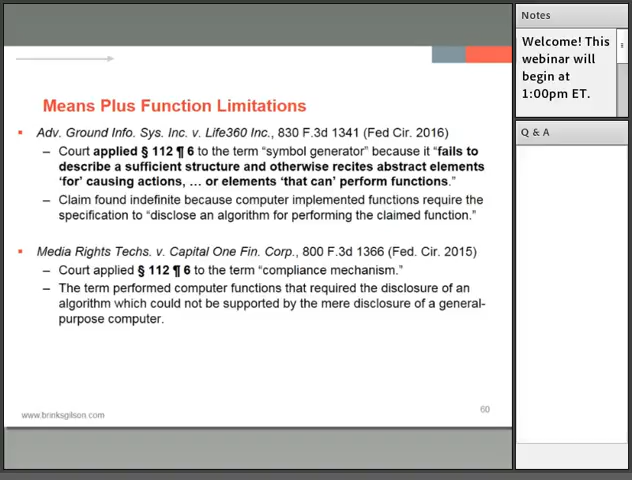 Means Plus Function Limitations
▪ Adv. Ground Info. Sys. Inc. v. Life360 Inc., 830 F.3d 1341 (Fed Cir. 2016)
– Court applied § 112 ¶ 6 to the term “symbol generator” because it “fails to
describe a sufficient structure and otherwise recites abstract elements
‘for’ causing actions, … or elements ‘that can’ perform functions.”
– Claim found indefinite because computer implemented functions require the
specification to “disclose an algorithm for performing the claimed function.”
▪ Media Rights Techs. v. Capital One Fin. Corp., 800 F.3d 1366 (Fed. Cir. 2015)
– Court applied § 112 ¶ 6 to the term “compliance mechanism.”
– The term performed computer functions that required the disclosure of an
algorithm which could not be supported by the mere disclosure of a general-
purpose computer.
www.brinksgilson.com
60
Notes
Welcome! This
webinar will
begin at
1:00pm ET.
Q & A